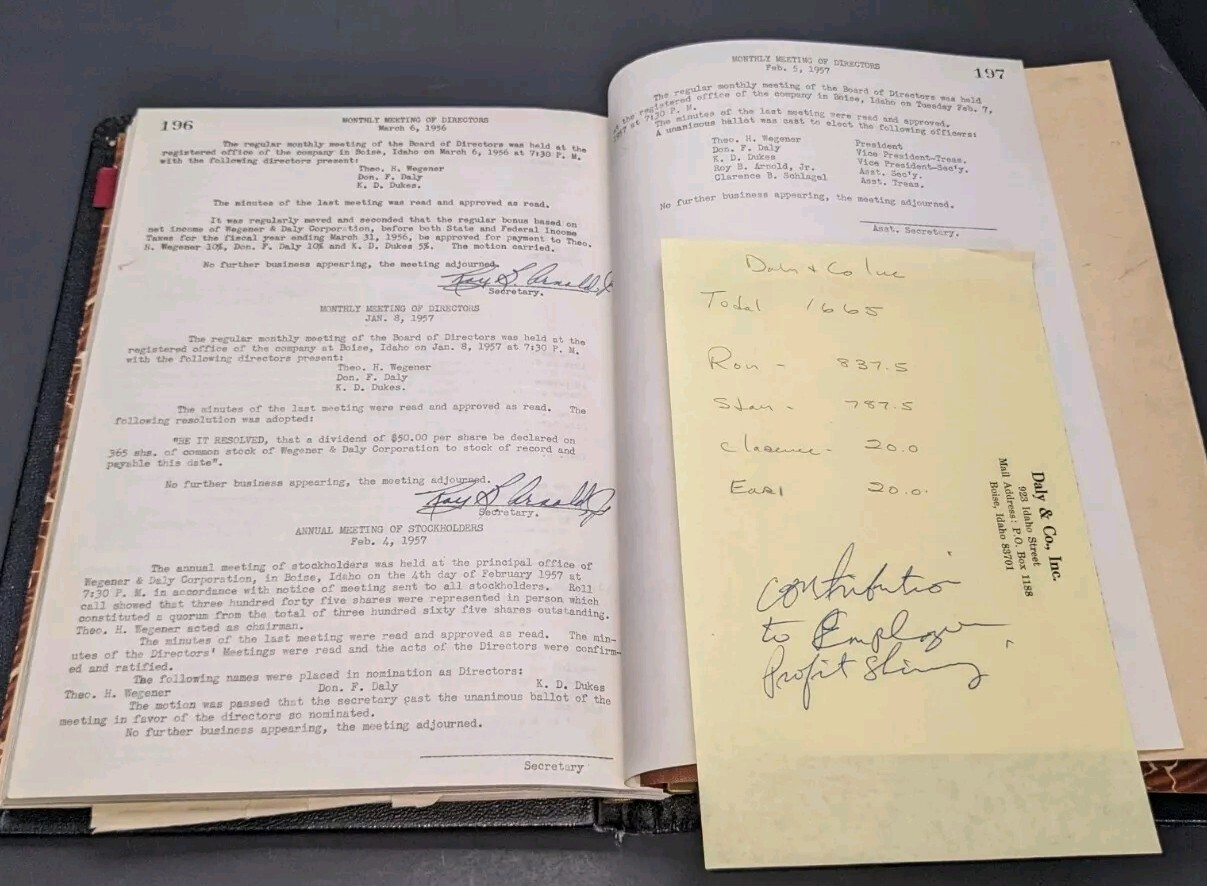 196
MONTHLY MEETING OF DIRECTORS
March 6, 1956
The regular monthly meeting of the Board of Directors was held at the
registered office of the company in Boise, Idaho on March 6, 1956 at 7:30 P. M.
with the following directors present:
Theo. H. Wegener
Don. F. Daly
K. D. Dukes.
The minutes of the last meeting was read and approved as read.
It was regularly moved and seconded that the regular bonus based on
net income of Wegener & Daly Corporation, before both State and Federal Income
Taxes for the fiscal year ending March 31, 1956, be approved for payment to Theo.
H. Wegener 10%, Don. F. Daly 10% and K. D. Dukes 5%. The motion carried.
No further business appearing, the meeting adjourned.
Ray S. Arnold, Jr
Secretary.
MONTHLY MEETING OF DIRECTORS
JAN. 8, 1957
The regular monthly meeting of the Board of Directors was held at the
registered office of the company at Boise, Idaho on Jan. 8, 1957 at 7:30 P. M.
with the following directors present:
Theo. H. Wegener
Don. F. Daly
K. D. Dukes.
The minutes of the last meeting were read and approved as read. The
following resolution was adopted:
"BE IT RESOLVED, that a dividend of $50.00 per share be declared on
365 shs. of common stock of Wegener & Daly Corporation to stock of record and
payable this date".
No further business appearing, the meeting adjourned.
Ray S Arnold Jr
Secretary.
ANNUAL MEETING OF STOCKHOLDERS
Feb. 4, 1957
The annual meeting of stockholders was held at the principal office of
Wegener & Daly Corporation, in Boise, Idaho on the 4th day of February 1957 at
7:30 P. M. in accordance with notice of meeting sent to all stockholders. Roll
call showed that three hundred forty five shares were represented in person which
constituted a quorum from the total of three hundred sixty five shares outstanding.
Theo. H. Wegener acted as chairman.
The minutes of the last meeting were read and approved as read. The min-
utes of the Directors' Meetings were read and the acts of the Directors were confirm-
ed and ratified.
The following names were placed in nomination as Directors:
Theo. H. Wegener Don. F. Daly K. D. Dukes
The motion was passed that the secretary cast the unanimous ballot of the
meeting in favor of the directors so nominated.
No further business appearing, the meeting adjourned.
Secretary
MONTHLY MEETING OF DIRECTORS
Feb. 5, 1957
197
The regular monthly meeting of the Board of Directors was held
at the registered office of the company in Boise, Idaho on Tuesday Feb. 7,
1957 at 7:30 P. M.
The minutes of the last meeting were read and approved.
A unanimous ballot was cast to elect the following officers:
Theo. H. Wegener President
Don. F. Daly Vice President-Treas.
K. D. Dukes Vice President-Sec'y.
Roy S. Arnold, Jr. Asst. Sec'y.
Clarence B. Schlagel Asst. Treas.
No further business appearing, the meeting adjourned.
Asst. Secretary.
Daly + Co Inc
Total 1665
Ron - 837.5
Stan - 787.5
Clarence - 20.0
Earl 20.0
Contributio
to Employee
Profit Sharing
Daly & Co., Inc.
923 Idaho Street
Mail Address: P.O. Box 1188
Boise, Idaho 83701